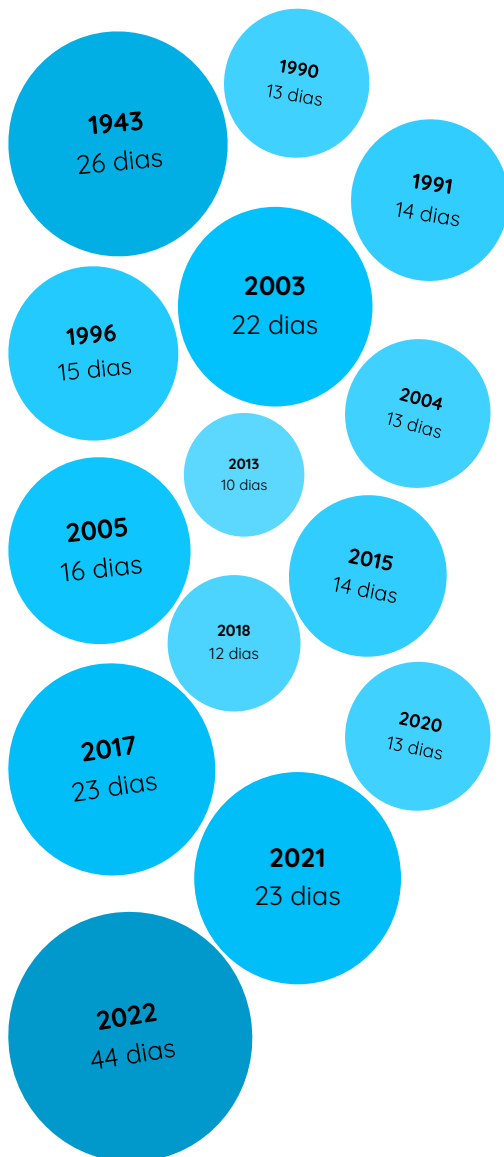 1990
13 dias
1943
26 dias
1991
14 dias
2003
22 dias
1996
15 dias
2004
13 dias
2013
10 dias
2005
16 dias
2015
14 dias
2018
12 dias
2020
13 dias
2017
23 dias
2021
23 dias
2022
44 dias